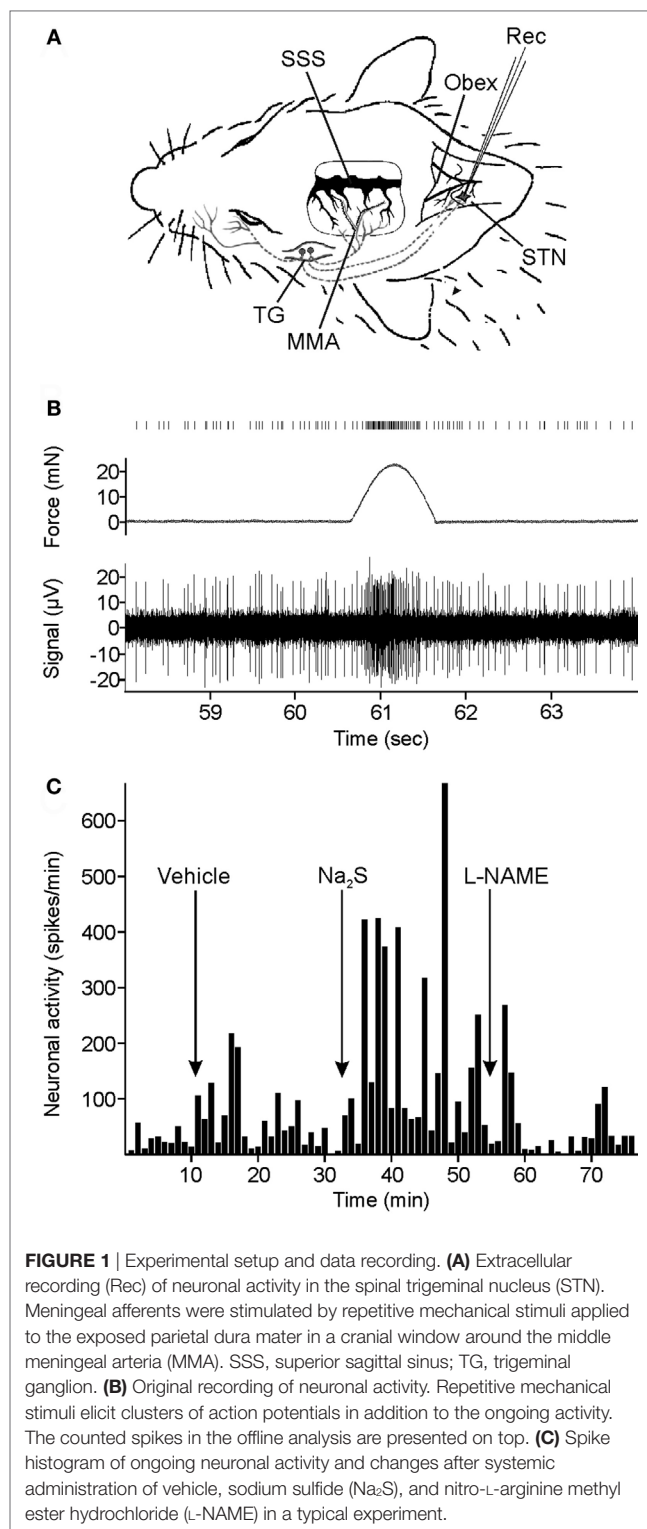 A
SSS
Obex
Rec
STN
TG
MMA
B
Force (mN)
20
10
0
Signal (µV)
20
10
0
-10
-20
59 60 61 62 63
Time (sec)
C
Neuronal activity (spikes/min)
600
500
400
300
200
100
Vehicle
Na₂S
L-NAME
10 20 30 40 50 60 70
Time (min)
FIGURE 1 | Experimental setup and data recording. (A) Extracellular
recording (Rec) of neuronal activity in the spinal trigeminal nucleus (STN).
Meningeal afferents were stimulated by repetitive mechanical stimuli applied
to the exposed parietal dura mater in a cranial window around the middle
meningeal arteria (MMA). SSS, superior sagittal sinus; TG, trigeminal
ganglion. (B) Original recording of neuronal activity. Repetitive mechanical
stimuli elicit clusters of action potentials in addition to the ongoing activity.
The counted spikes in the offline analysis are presented on top. (C) Spike
histogram of ongoing neuronal activity and changes after systemic
administration of vehicle, sodium sulfide (Na₂S), and nitro-L-arginine methyl
ester hydrochloride (L-NAME) in a typical experiment.